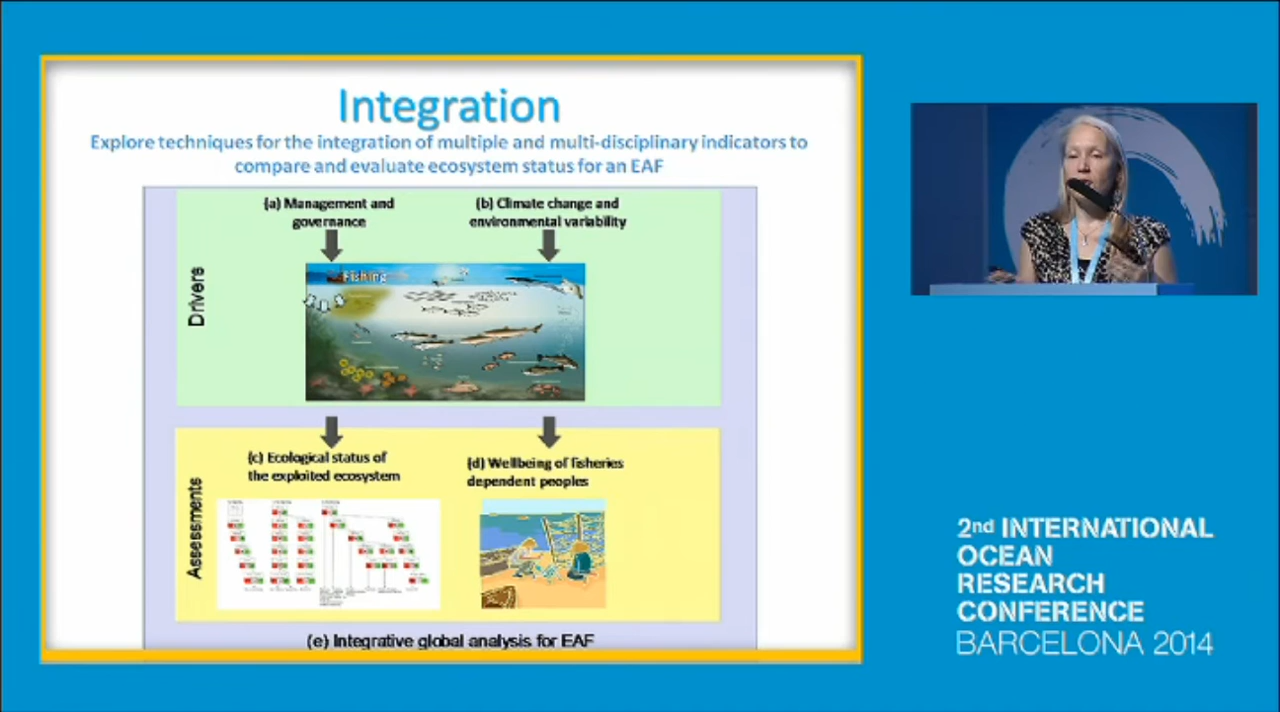 Integration
Explore techniques for the integration of multiple and multi-disciplinary indicators to
compare and evaluate ecosystem status for an EAF
(a) Management and
governance
(b) Climate change and
environmental variability
Drivers
Fishing
(c) Ecological status of
the exploited ecosystem
(d) Wellbeing of fisheries
dependent peoples
Assessments
(e) Integrative global analysis for EAF
2nd INTERNATIONAL
OCEAN
RESEARCH
CONFERENCE
BARCELONA 2014